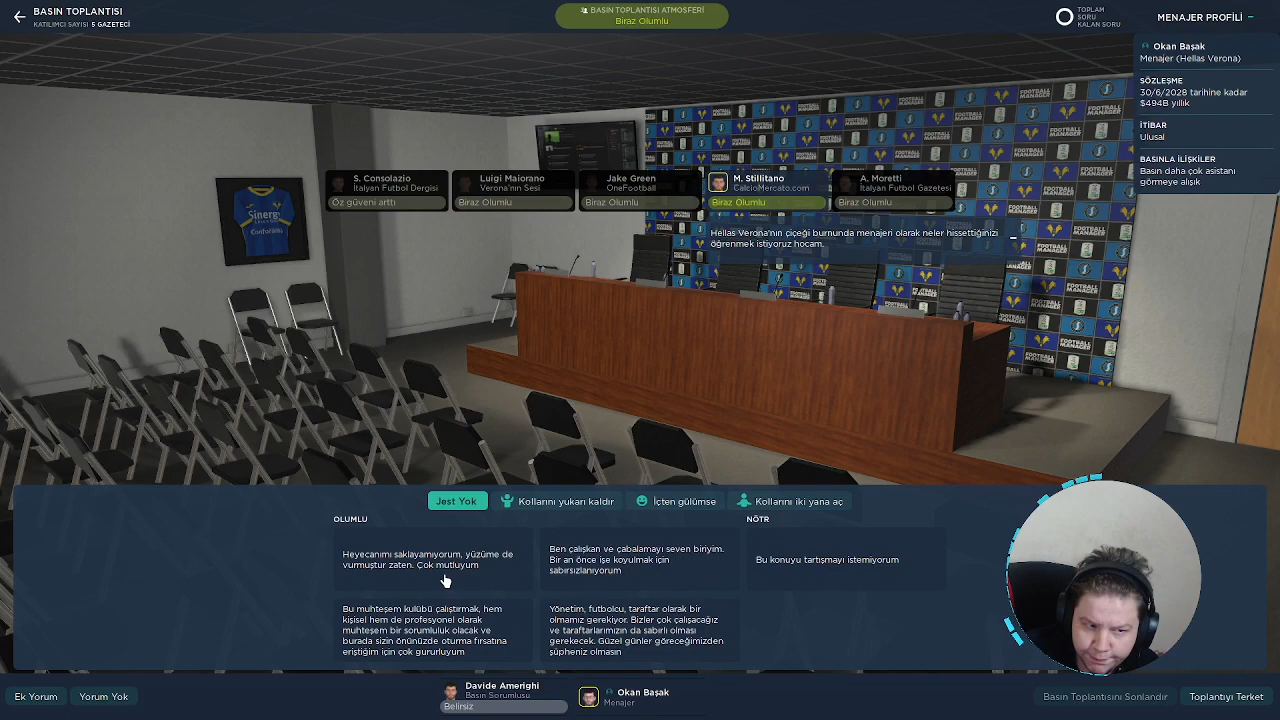 BASIN TOPLANTISI
KATILIMCI SAYISI 5 GAZETECİ
BASIN TOPLANTISI ATMOSFERİ
Biraz Olumlu
TOPLAM
SORU
KALAN SORU
MENAJER PROFİLİ
Okan Başak
Menajer (Hellas Verona)
SÖZLEŞME
30/6/2028 tarihine kadar
$494B yıllık
İTİBAR
Ulusal
BASINLA İLİŞKİLER
Basın daha çok asistanı
görmeye alışık
S. Consolazio
İtalyan Futbol Dergisi
Öz güveni arttı
Luigi Maiorano
Verona'nın Sesi
Biraz Olumlu
Jake Green
OneFootball
Biraz Olumlu
M. Stillitano
CalcioMercato.com
Biraz Olumlu
A. Moretti
İtalyan Futbol Gazetesi
Biraz Olumlu
Hellas Verona'nın çiçeği burnunda menajeri olarak neler hissettiğinizi
öğrenmek istiyoruz hocam.
Sinergy
Conforama
FOOTBALL MANAGER
Jest Yok
Kollarını yukarı kaldır
İçten gülümse
Kollarını iki yana aç
OLUMLU
NÖTR
Heyecanımı saklayamıyorum, yüzüme de
vurmuştur zaten. Çok mutluyum
Ben çalışkan ve çabalamayı seven biriyim.
Bir an önce işe koyulmak için
sabırsızlanıyorum
Bu konuyu tartışmayı istemiyorum
Bu muhteşem kulübü çalıştırmak, hem
kişisel hem de profesyonel olarak
muhteşem bir sorumluluk olacak ve
burada sizin önünüzde oturma fırsatına
eriştiğim için çok gururluyum
Yönetim, futbolcu, taraftar olarak bir
olmamız gerekiyor. Bizler çok çalışacağız
ve taraftarlarımızın da sabırlı olması
gerekecek. Güzel günler göreceğimizden
şüpheniz olmasın
Ek Yorum
Yorum Yok
Davide Amerighi
Basın Sorumlusu
Belirsiz
Okan Başak
Menajer
Basın Toplantısını Sonlandır
Toplantıyı Terket